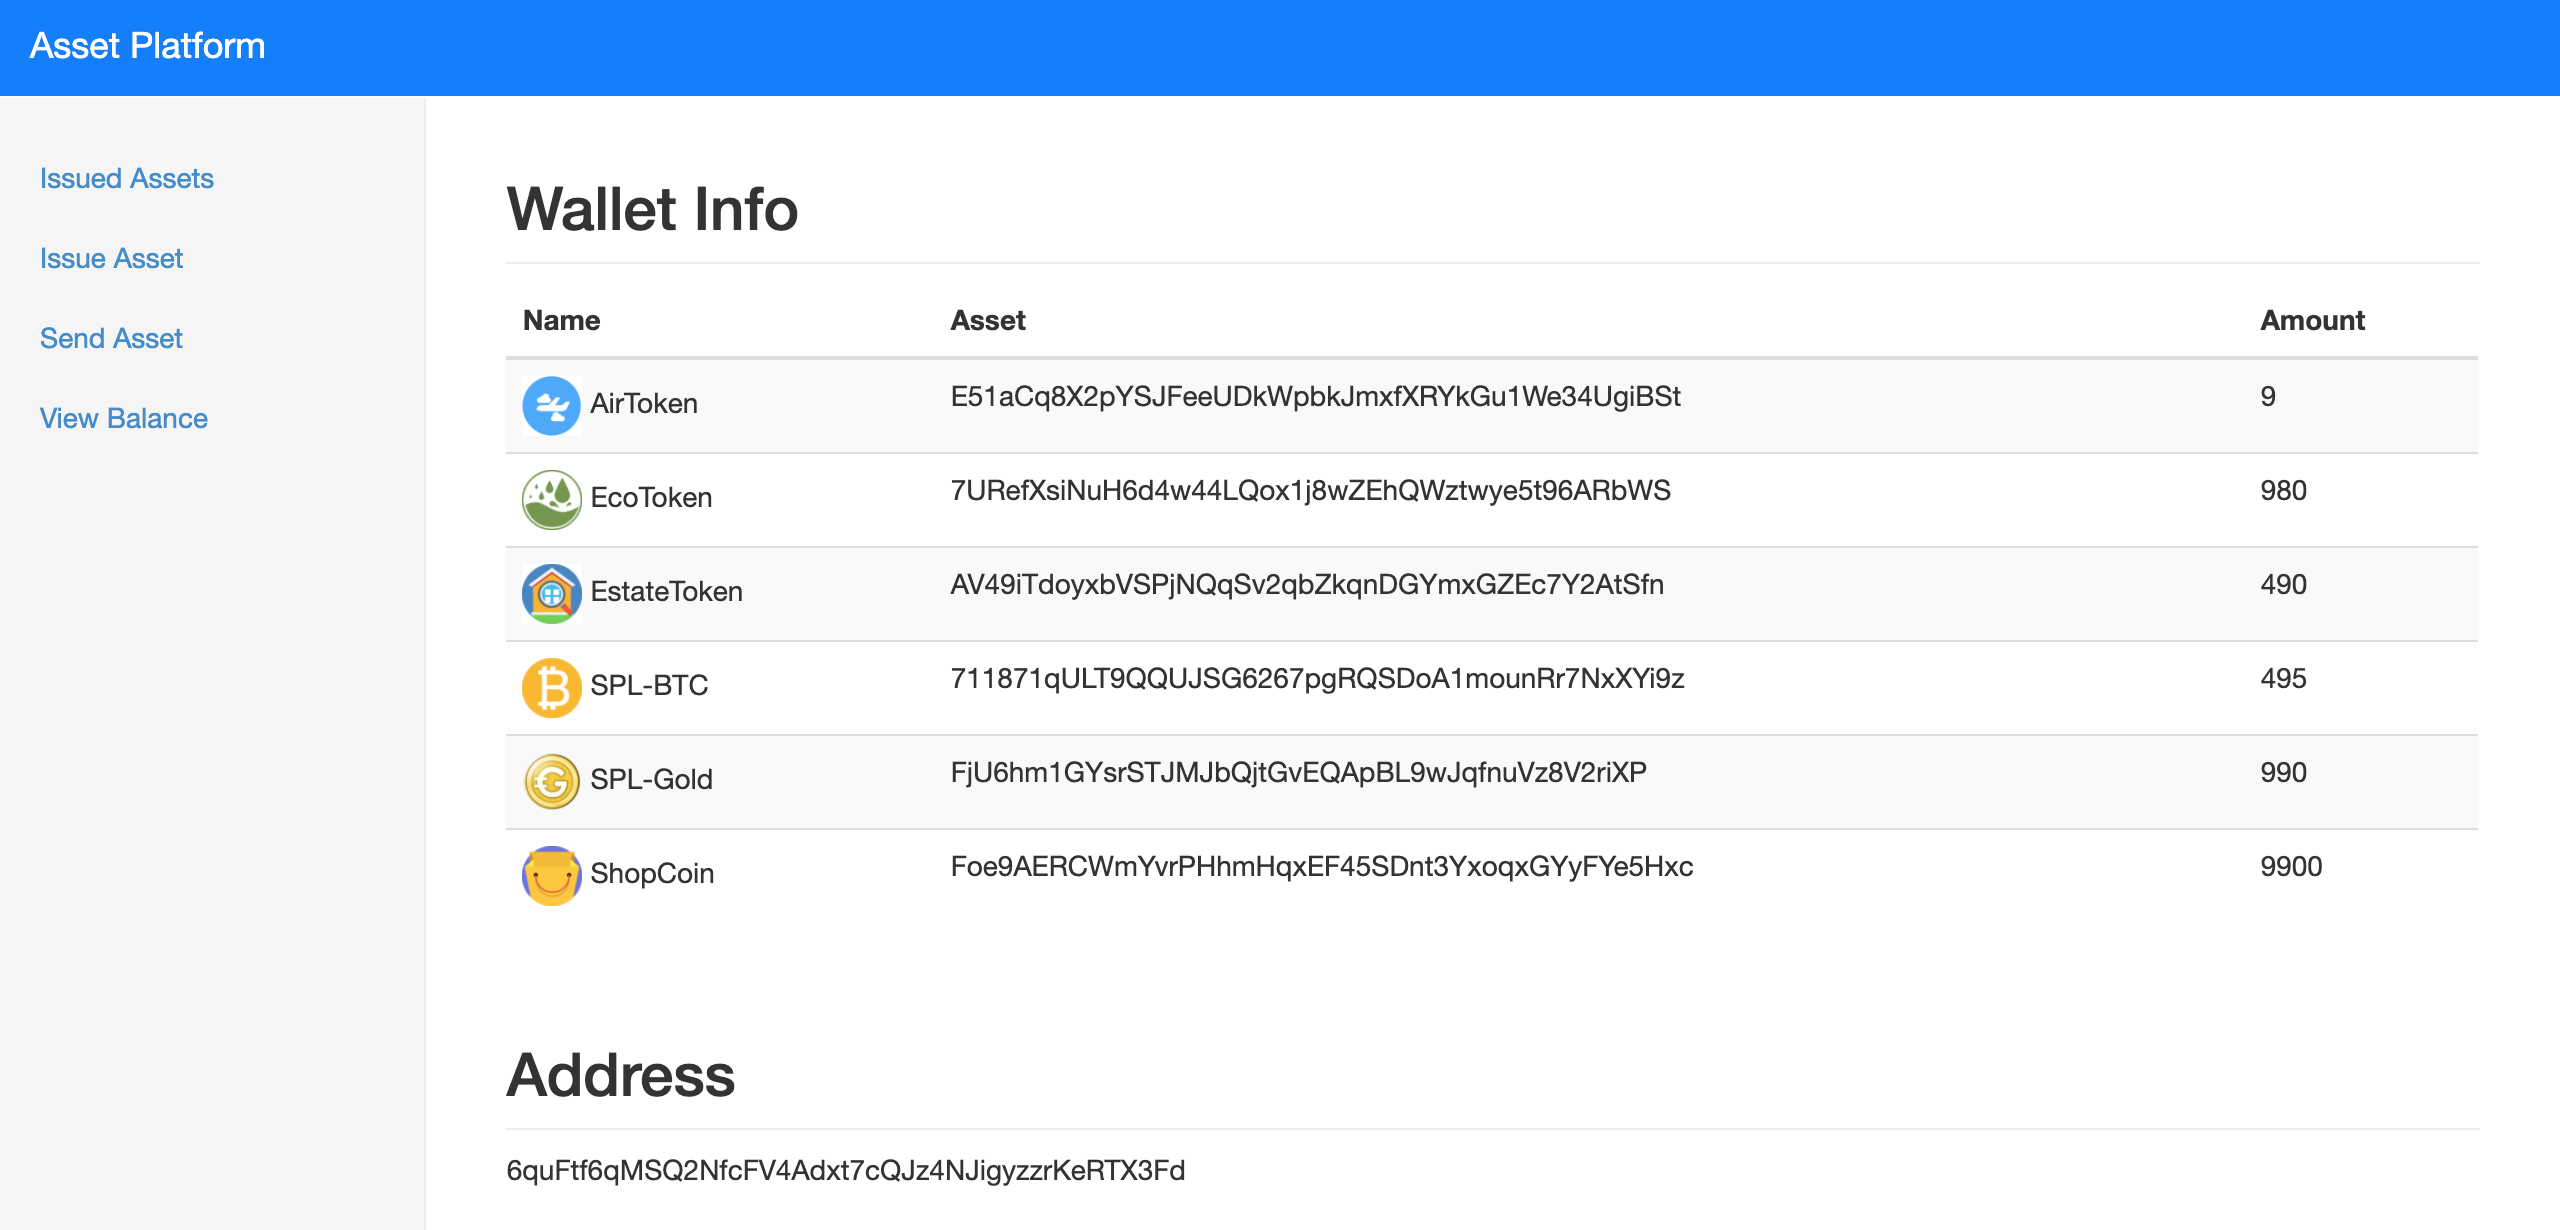 Asset Platform
Issued Assets
Issue Asset
Send Asset
View Balance
Wallet Info
Name Asset Amount
AirToken E51aCq8X2pYSJFeeUDkWpbkJmxfXRYkGu1We34UgiBSt 9
EcoToken 7URefXsiNuH6d4w44LQox1j8wZEhQWztwye5t96ARbWS 980
EstateToken AV49iTdoyxbVSPjNQqSv2qbZkqnDGYmxGZEc7Y2AtSfn 490
SPL-BTC 711871qULT9QQUJSG6267pgRQSDoA1mounRr7NxXYi9z 495
SPL-Gold FjU6hm1GYsrSTJMJbQjtGvEQApBL9wJqfnuVz8V2riXP 990
ShopCoin Foe9AERCWmYvrPHhmHqxEF45SDnt3YxoqxGYyFYe5Hxc 9900
Address
6quFtf6qMSQ2NfcFV4Adxt7cQJz4NJigyzzrKeRTX3Fd